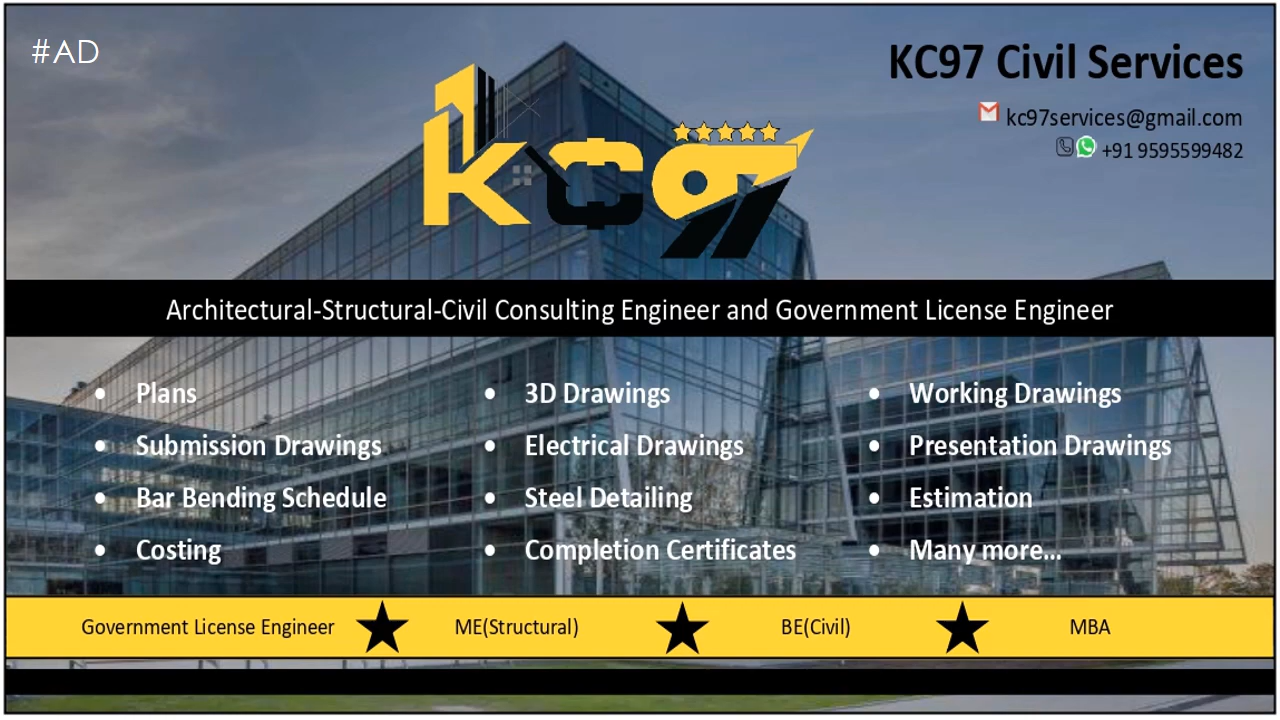 #AD
KC97 Civil Services
kc97services@gmail.com
+91 9595599482
KC97
Architectural-Structural-Civil Consulting Engineer and Government License Engineer
• Plans
• Submission Drawings
• Bar Bending Schedule
• Costing
• 3D Drawings
• Electrical Drawings
• Steel Detailing
• Completion Certificates
• Working Drawings
• Presentation Drawings
• Estimation
• Many more...
Government License Engineer ★ ME(Structural) ★ BE(Civil) ★ MBA